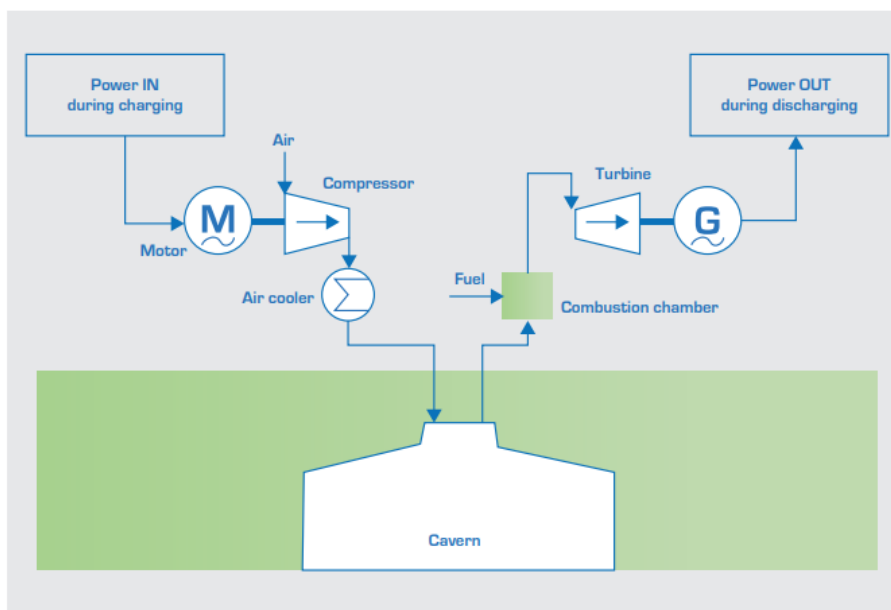 Power IN
during charging
Power OUT
during discharging
Air
Compressor
Turbine
M
G
Motor
Air cooler
Fuel
Combustion chamber
Cavern